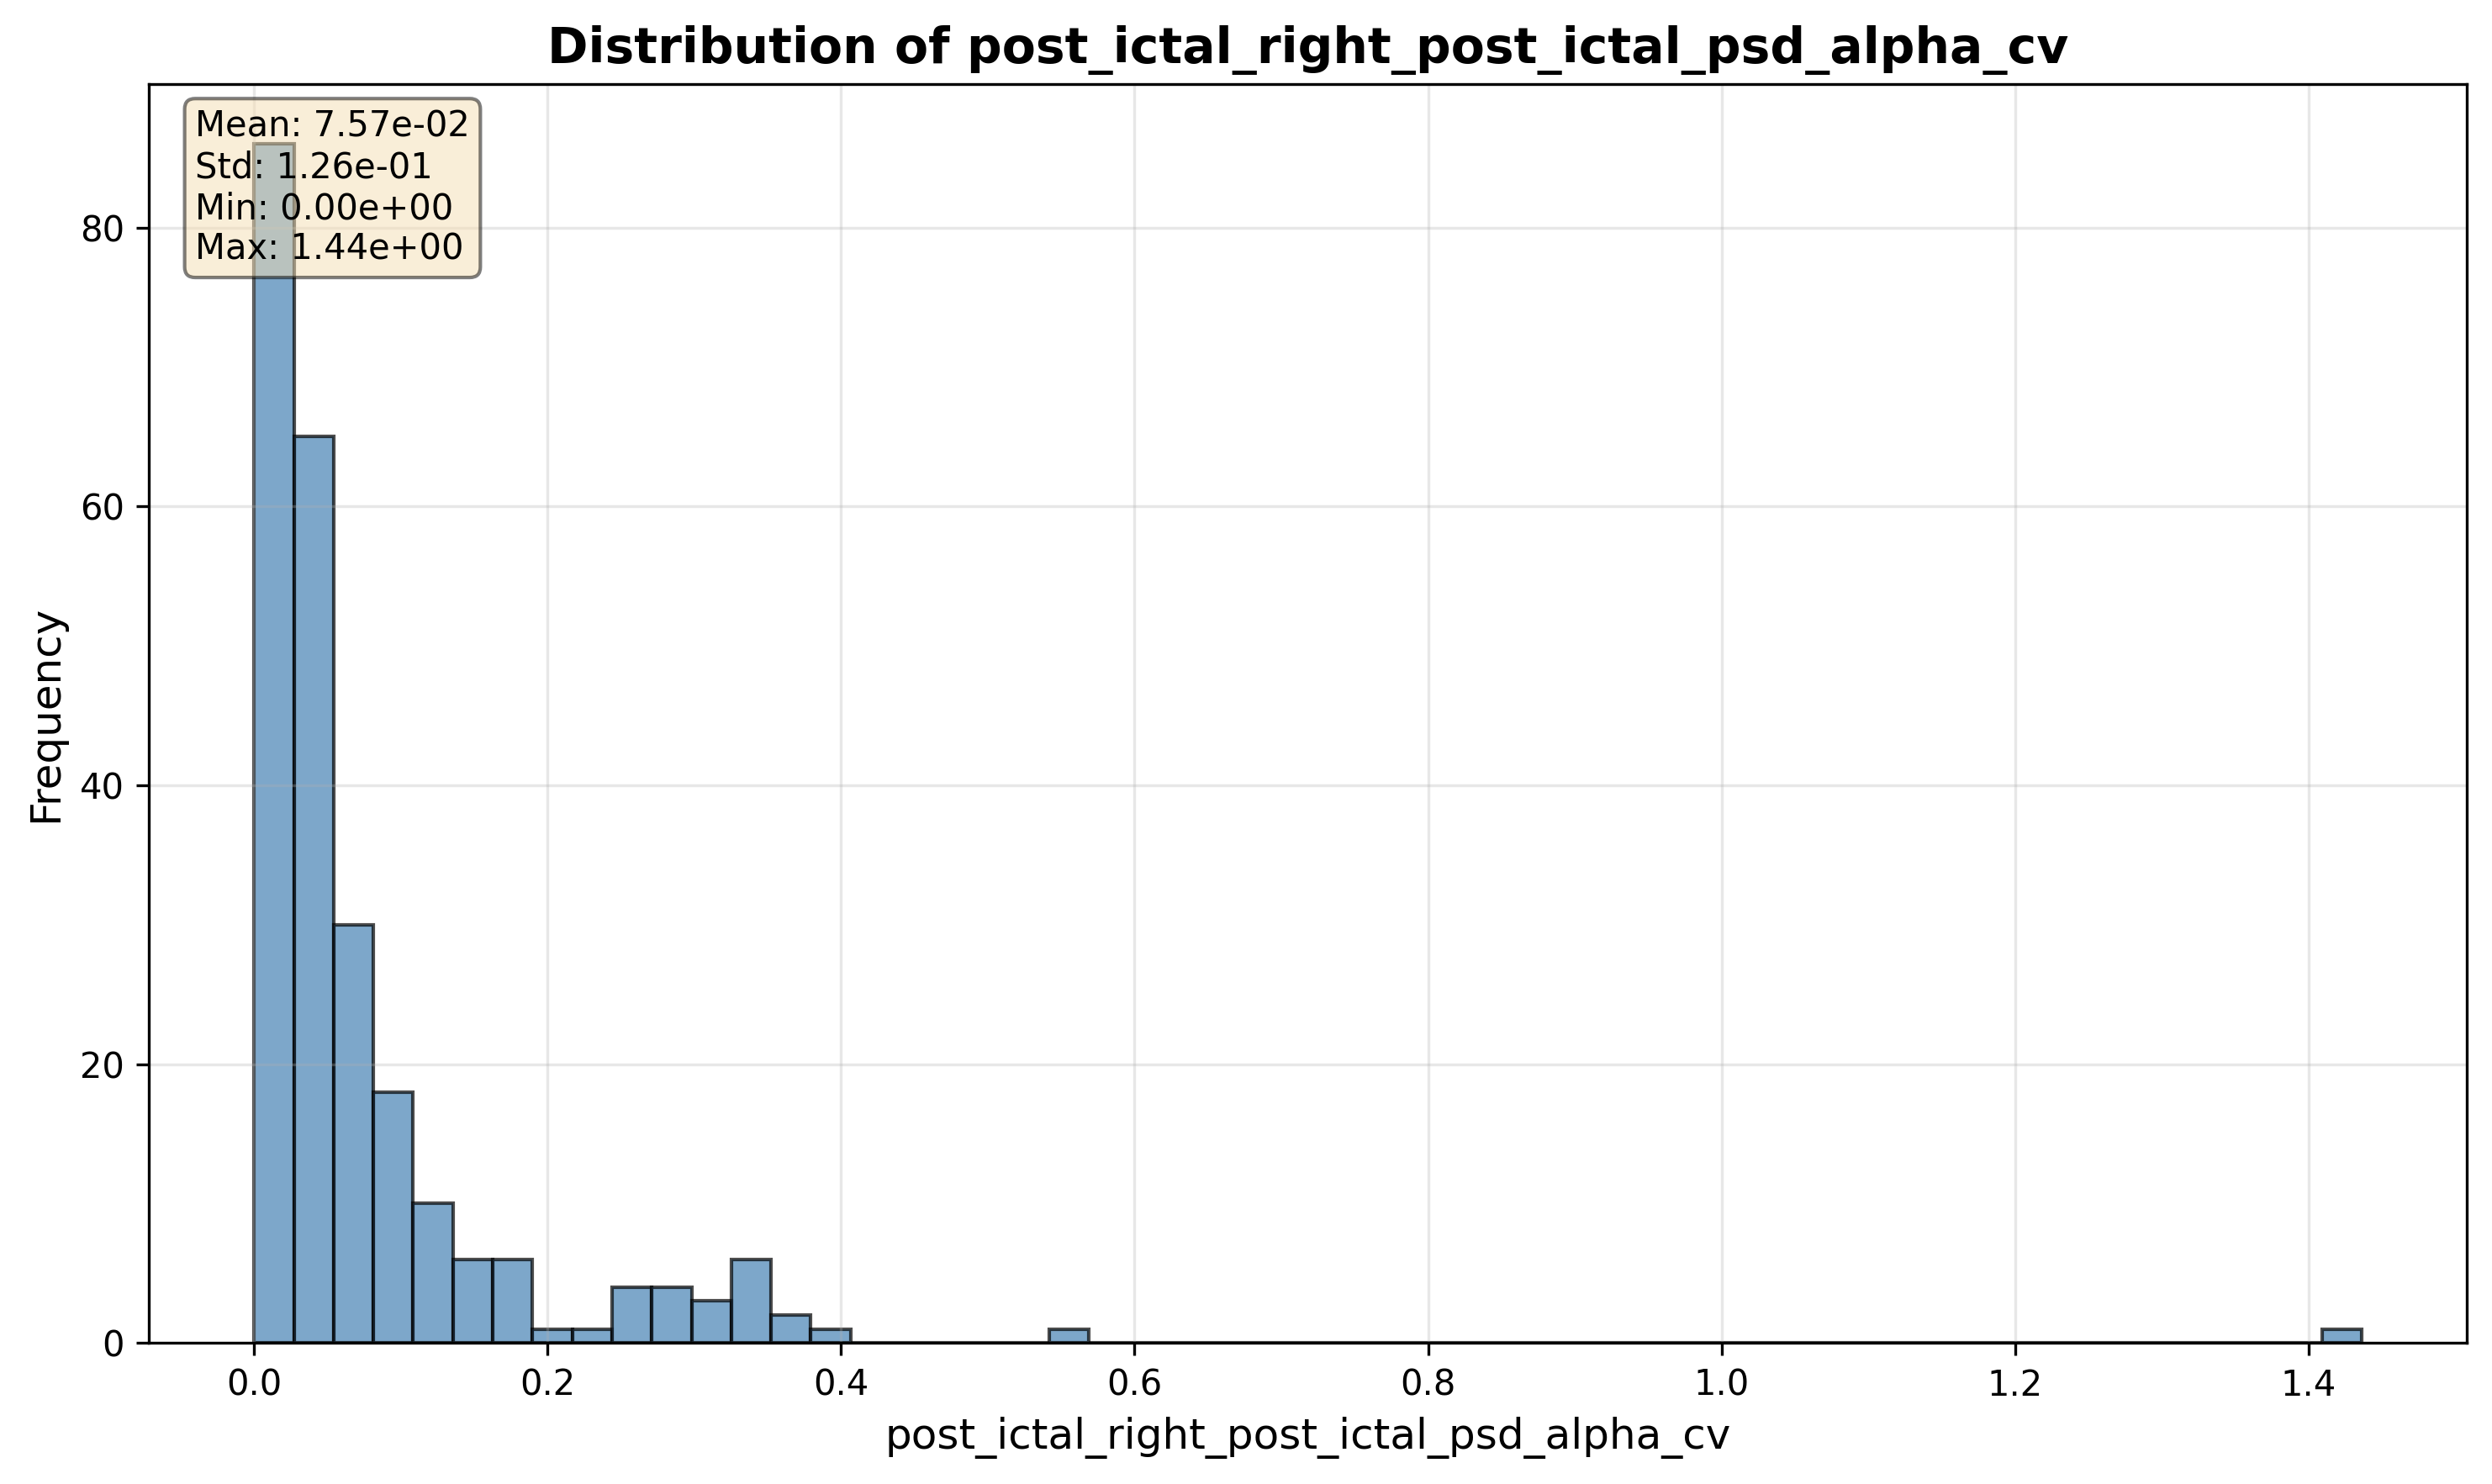 Distribution of post_ictal_right_post_ictal_psd_alpha_cv
Mean: 7.57e-02
Std: 1.26e-01
Min: 0.00e+00
Max: 1.44e+00
Frequency
80
60
40
20
0
0.0 0.2 0.4 0.6 0.8 1.0 1.2 1.4
post_ictal_right_post_ictal_psd_alpha_cv